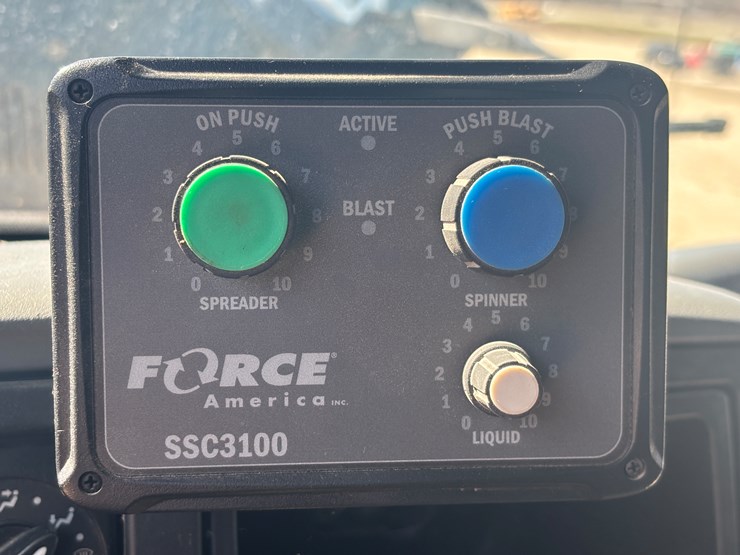 ON PUSH
0 1 2 3 4 5 6 7 8 9 10
SPREADER
ACTIVE
BLAST
PUSH BLAST
0 1 2 3 4 5 6 7 9 10
SPINNER
0 1 2 3 4 5 6 7 8 9 10
LIQUID
FORCE®
America INC.
SSC3100